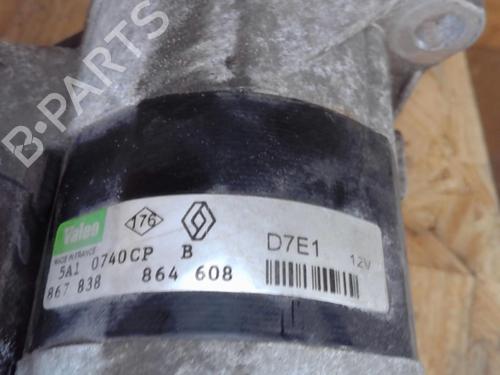 B-PARTS
Valeo
176
D7E1
12V
MADE IN FRANCE
5A1 0740CP B
867 838 864 608